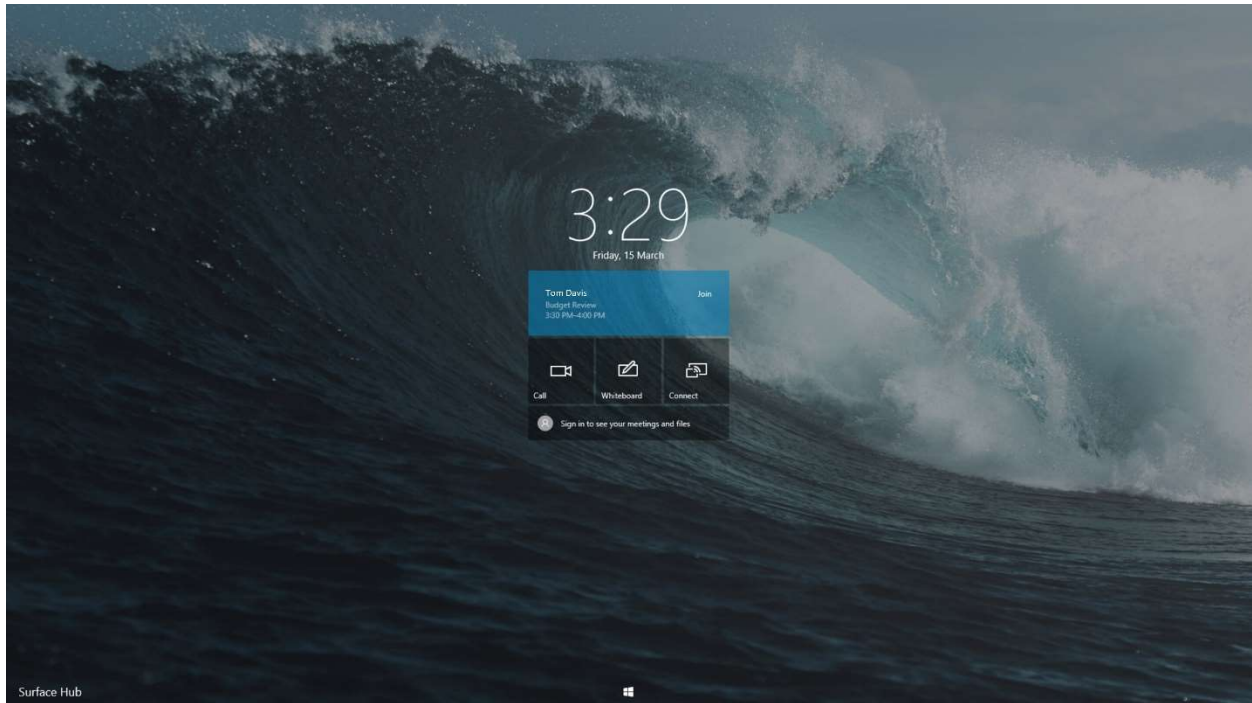 3:29
Friday, 15 March
Tom Davis
Join
Budget Review
3:30 PM–4:00 PM
Call
Whiteboard
Connect
Sign in to see your meetings and files
Surface Hub